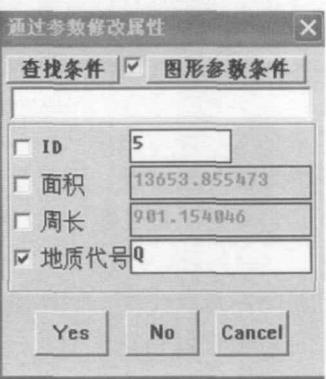 通过参数修改属性
查找条件 图形参数条件
ID 5
面积 13653.855473
周长 901.154046
地质代号 Q
Yes No Cancel